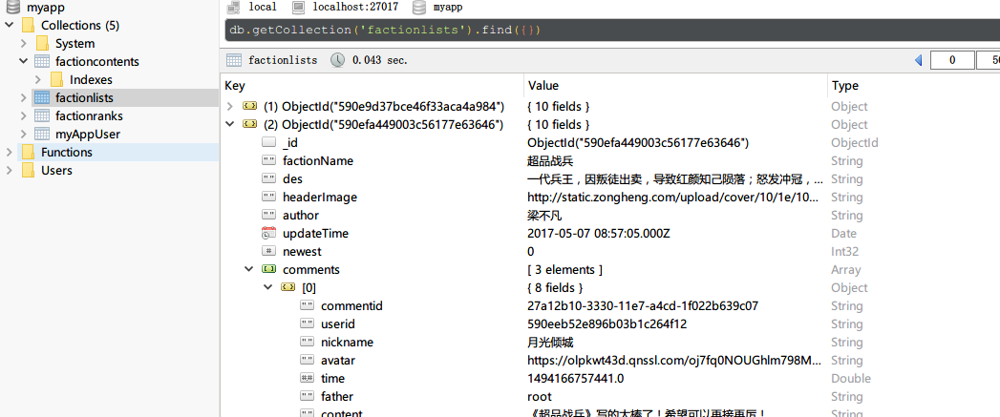 myapp
Collections (5)
System
factioncontents
Indexes
factionlists
factionranks
myAppUser
Functions
Users
local localhost:27017 myapp
db.getCollection('factionlists').find({})
factionlists 0.043 sec. 0 50
Key Value Type
(1) ObjectId("590e9d37bce46f33aca4a984") { 10 fields } Object
(2) ObjectId("590efa449003c56177e63646") { 10 fields } Object
_id ObjectId("590efa449003c56177e63646") ObjectId
factionName 超品战兵 String
des 一代兵王，因叛徒出卖，导致红颜知己陨落；怒发冲冠，... String
headerImage http://static.zongheng.com/upload/cover/10/1e/10... String
author 梁不凡 String
updateTime 2017-05-07 08:57:05.000Z Date
newest 0 Int32
comments [ 3 elements ] Array
[0] { 8 fields } Object
commentid 27a12b10-3330-11e7-a4cd-1f022b639c07 String
userid 590eeb52e896b03b1c264f12 String
nickname 月光倾城 String
avatar https://olpkwt43d.qnssl.com/oj7fq0NOUGhlm798M... String
time 1494166757441.0 Double
father root String
content 《超品战兵》写的太棒了！希望可以再接再厉！ String